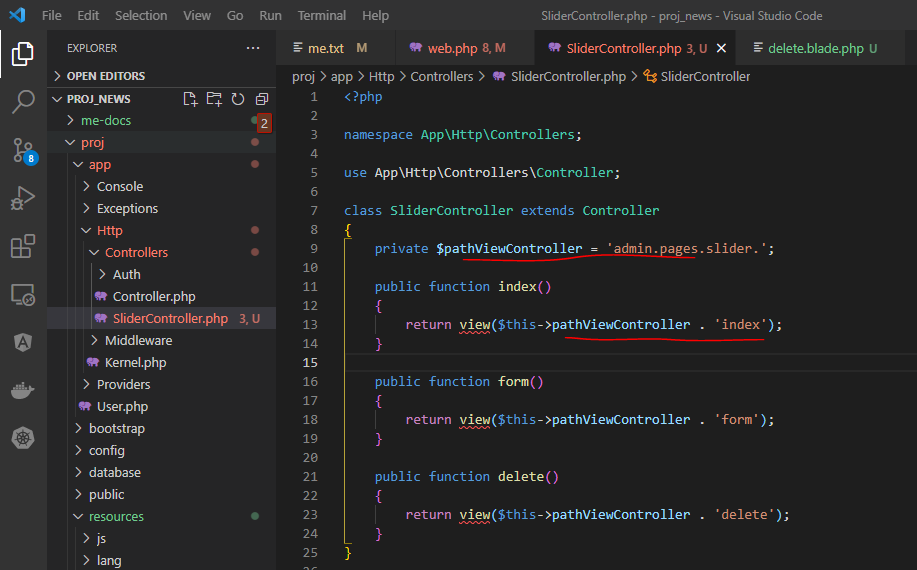 File Edit Selection View Go Run Terminal Help SliderController.php - proj_news - Visual Studio Code
EXPLORER ···
me.txt M web.php 8, M SliderController.php 3, U delete.blade.php U
proj > app > Http > Controllers > SliderController.php > SliderController
OPEN EDITORS
PROJ_NEWS
me-docs
2
proj
app
Console
Exceptions
Http
Controllers
Auth
Controller.php
SliderController.php 3, U
Middleware
Kernel.php
Providers
User.php
bootstrap
config
database
public
resources
js
lang
8
1 <?php
2
3 namespace App\Http\Controllers;
4
5 use App\Http\Controllers\Controller;
6
7 class SliderController extends Controller
8 {
9 private $pathViewController = 'admin.pages.slider.';
10
11 public function index()
12 {
13 return view($this->pathViewController . 'index');
14 }
15
16 public function form()
17 {
18 return view($this->pathViewController . 'form');
19 }
20
21 public function delete()
22 {
23 return view($this->pathViewController . 'delete');
24 }
25 }
26